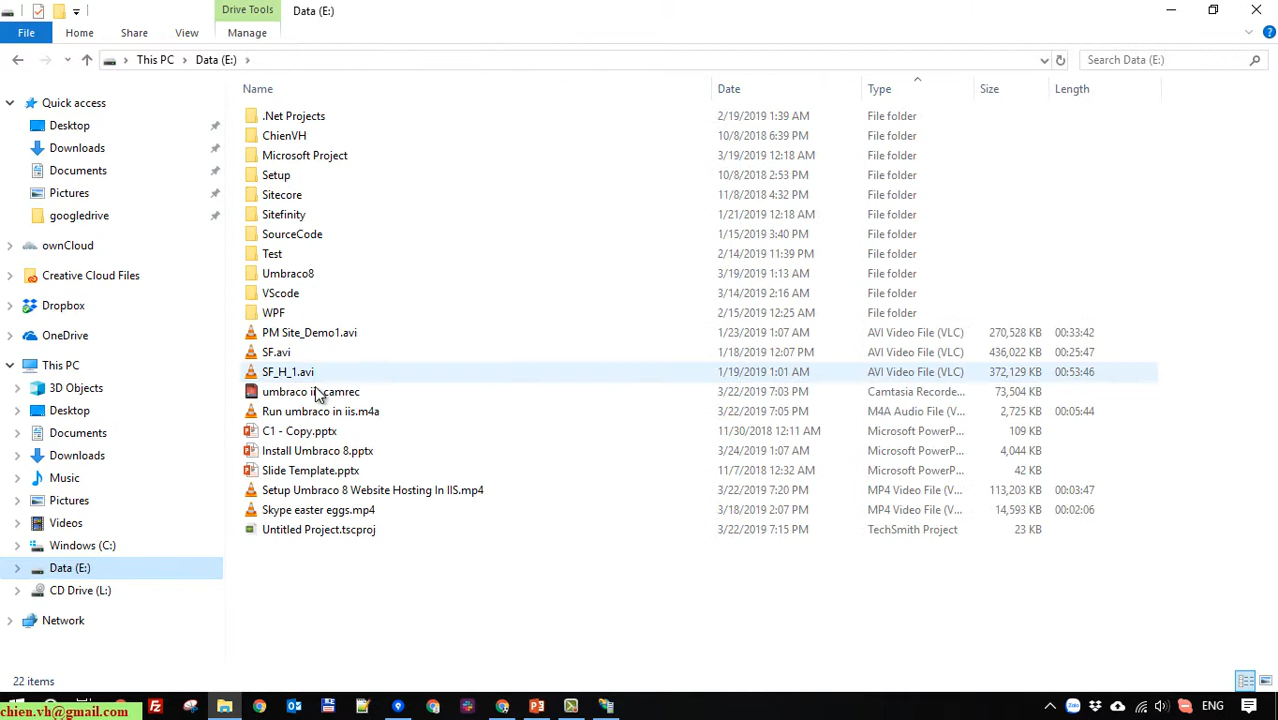 Drive Tools Data (E:)
File Home Share View Manage
This PC Data (E:) Search Data (E:)
Name Date Type Size Length
Quick access
Desktop
Downloads
Documents
Pictures
googledrive
ownCloud
Creative Cloud Files
Dropbox
OneDrive
This PC
3D Objects
Desktop
Documents
Downloads
Music
Pictures
Videos
Windows (C:)
Data (E:)
CD Drive (L:)
Network
.Net Projects 2/19/2019 1:39 AM File folder
ChienVH 10/8/2018 6:39 PM File folder
Microsoft Project 3/19/2019 12:18 AM File folder
Setup 10/8/2018 2:53 PM File folder
Sitecore 11/8/2018 4:32 PM File folder
Sitefinity 1/21/2019 12:18 AM File folder
SourceCode 1/15/2019 3:40 PM File folder
Test 2/14/2019 11:39 PM File folder
Umbraco8 3/19/2019 1:13 AM File folder
VScode 3/14/2019 2:16 AM File folder
WPF 2/15/2019 12:25 AM File folder
PM Site_Demo1.avi 1/23/2019 1:07 AM AVI Video File (VLC) 270,528 KB 00:33:42
SF.avi 1/18/2019 12:07 PM AVI Video File (VLC) 436,022 KB 00:25:47
SF_H_1.avi 1/19/2019 1:01 AM AVI Video File (VLC) 372,129 KB 00:53:46
umbraco camrec 3/22/2019 7:03 PM Camtasia Recorde... 73,504 KB
Run umbraco in iis.m4a 3/22/2019 7:05 PM M4A Audio File (V... 2,725 KB 00:05:44
C1 - Copy.pptx 11/30/2018 12:11 AM Microsoft PowerP... 109 KB
Install Umbraco 8.pptx 3/24/2019 1:07 AM Microsoft PowerP... 4,044 KB
Slide Template.pptx 11/7/2018 12:32 AM Microsoft PowerP... 42 KB
Setup Umbraco 8 Website Hosting In IIS.mp4 3/22/2019 7:20 PM MP4 Video File (V... 113,203 KB 00:03:47
Skype easter eggs.mp4 3/18/2019 2:07 PM MP4 Video File (V... 14,593 KB 00:02:06
Untitled Project.tscproj 3/22/2019 7:15 PM TechSmith Project 23 KB
22 items
chien.vh@gmail.com ENG